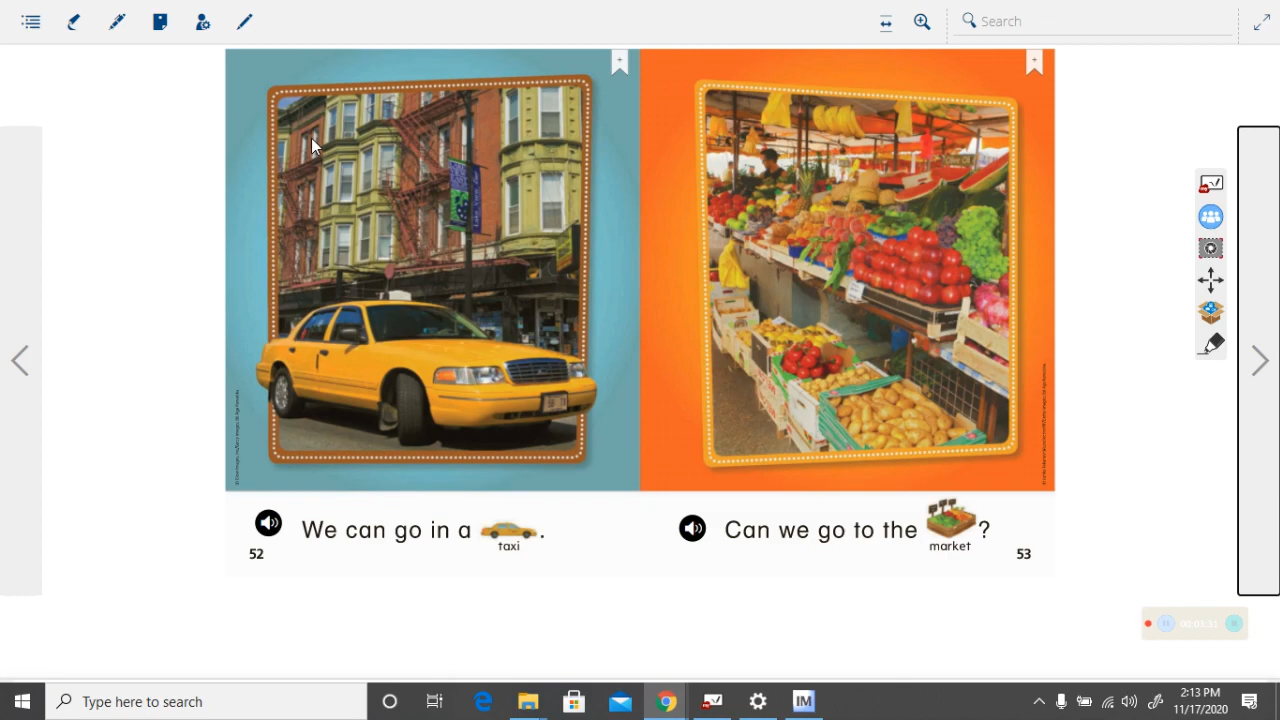 Search
We can go in a taxi.
52
Can we go to the market?
53
Type here to search
2:13 PM
11/17/2020